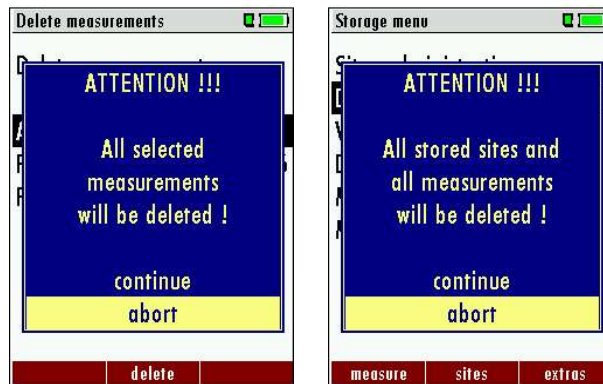 Delete measurements
ATTENTION !!!
All selected
measurements
will be deleted !
continue
abort
delete
Storage menu
ATTENTION !!!
All stored sites and
all measurements
will be deleted !
continue
abort
measure sites extras